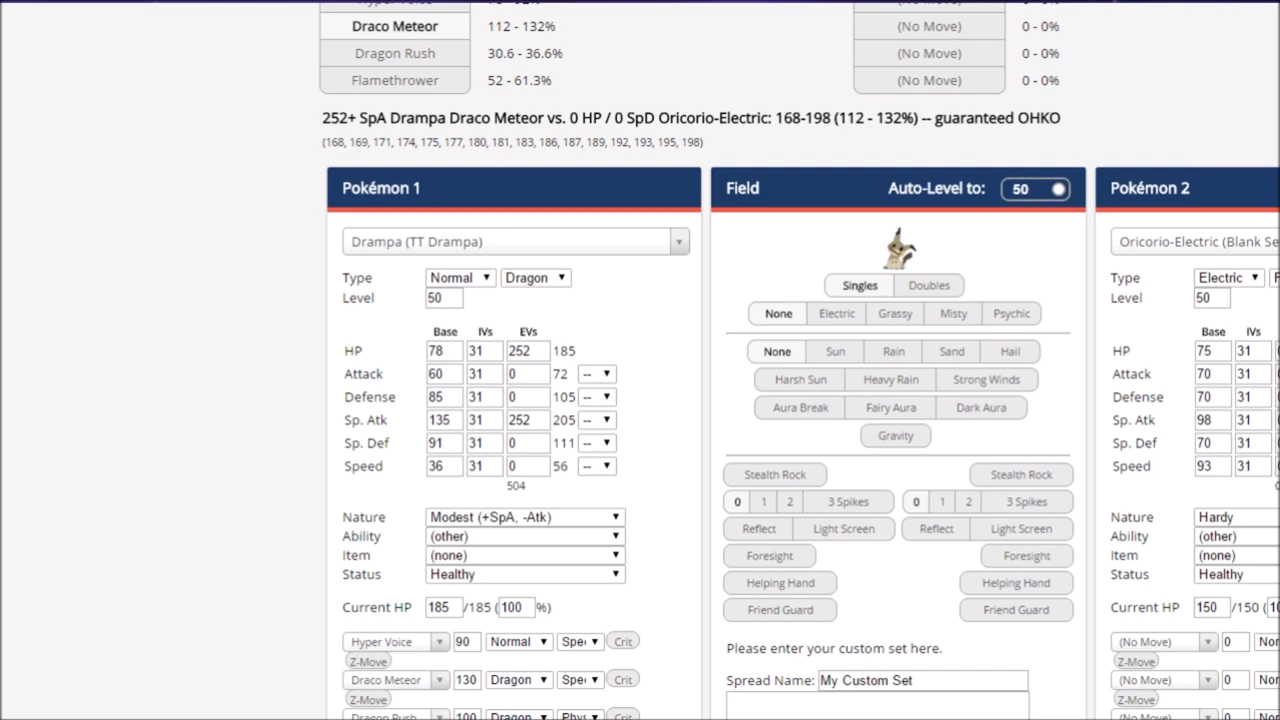 Draco Meteor 112 - 132% (No Move) 0 - 0%
Dragon Rush 30.6 - 36.6% (No Move) 0 - 0%
Flamethrower 52 - 61.3% (No Move) 0 - 0%
252+ SpA Drampa Draco Meteor vs. 0 HP / 0 SpD Oricorio-Electric: 168-198 (112 - 132%) -- guaranteed OHKO
(168, 169, 171, 174, 175, 177, 180, 181, 183, 186, 187, 189, 192, 193, 195, 198)
Pokémon 1
Drampa (TT Drampa)
Type Normal Dragon
Level 50
Base IVs EVs
HP 78 31 252 185
Attack 60 31 0 72 --
Defense 85 31 0 105 --
Sp. Atk 135 31 252 205 --
Sp. Def 91 31 0 111 --
Speed 36 31 0 56 --
504
Nature Modest (+SpA, -Atk)
Ability (other)
Item (none)
Status Healthy
Current HP 185 /185 (100 %)
Hyper Voice 90 Normal Spe Crit
Z-Move
Draco Meteor 130 Dragon Spe Crit
Z-Move
Dragon Rush 100 Dragon Phys
Field Auto-Level to: 50
Singles Doubles
None Electric Grassy Misty Psychic
None Sun Rain Sand Hail
Harsh Sun Heavy Rain Strong Winds
Aura Break Fairy Aura Dark Aura
Gravity
Stealth Rock Stealth Rock
0 1 2 3 Spikes 0 1 2 3 Spikes
Reflect Light Screen Reflect Light Screen
Foresight Foresight
Helping Hand Helping Hand
Friend Guard Friend Guard
Please enter your custom set here.
Spread Name: My Custom Set
Pokémon 2
Oricorio-Electric (Blank Se
Type Electric F
Level 50
Base IVs
HP 75 31
Attack 70 31
Defense 70 31
Sp. Atk 98 31
Sp. Def 70 31
Speed 93 31
Nature Hardy
Ability (other)
Item (none)
Status Healthy
Current HP 150 /150 (
(No Move) 0 Nor
Z-Move
(No Move) 0 Nor
Z-Move
(No Move) 0